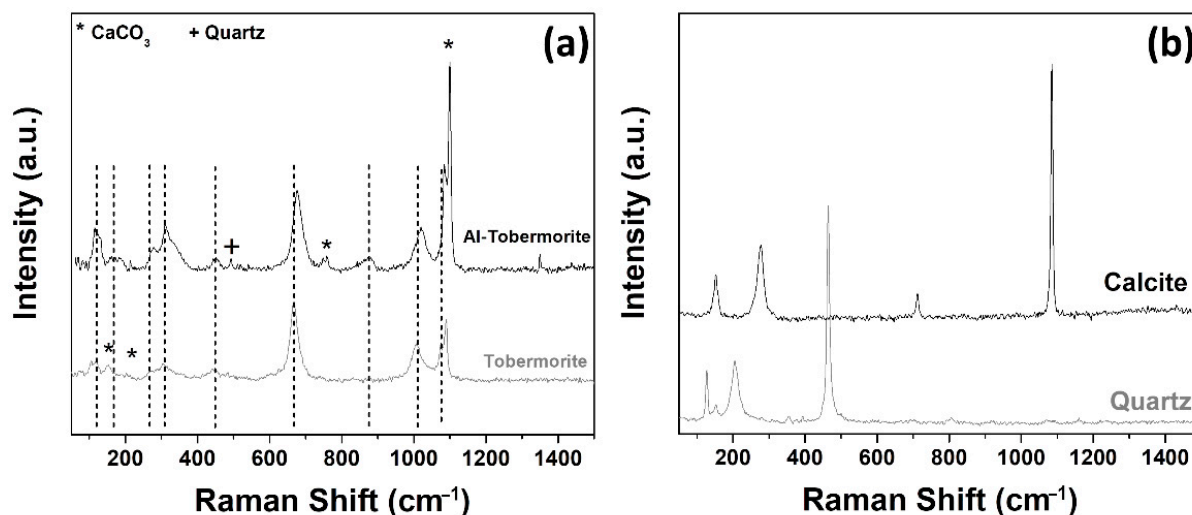 * CaCO₃ + Quartz
(a)
*
Al-Tobermorite
+
*
* *
Tobermorite
Intensity (a.u.)
200 400 600 800 1000 1200 1400
Raman Shift (cm⁻¹)
(b)
Calcite
Quartz
Intensity (a.u.)
200 400 600 800 1000 1200 1400
Raman Shift (cm⁻¹)